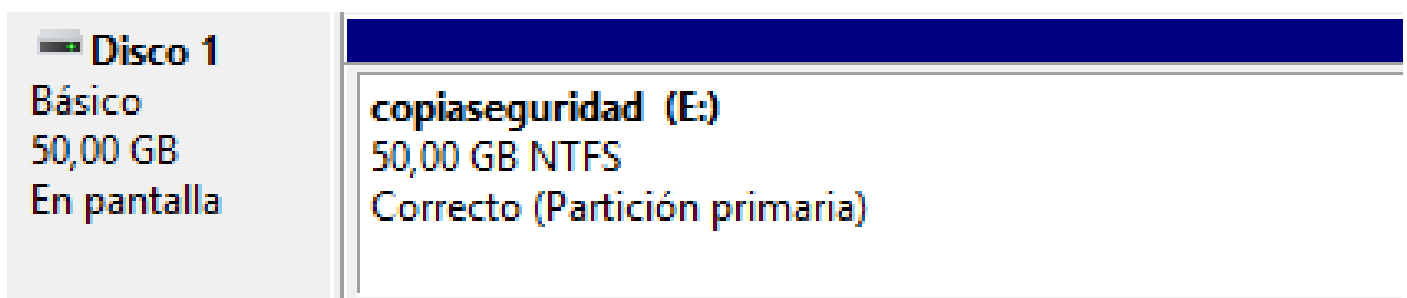 Disco 1
Básico
50,00 GB
En pantalla
copiaseguridad (E:)
50,00 GB NTFS
Correcto (Partición primaria)